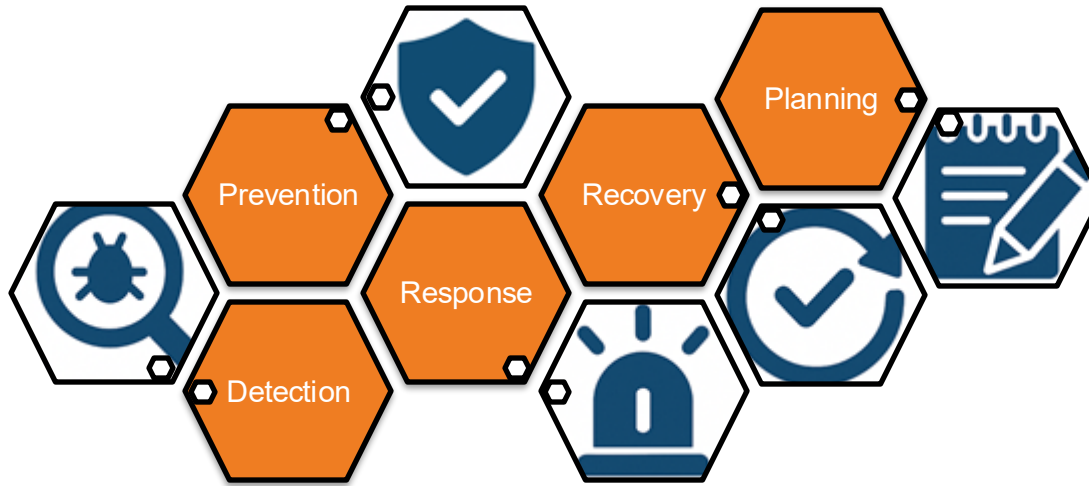 Planning
Prevention
Recovery
Response
Detection